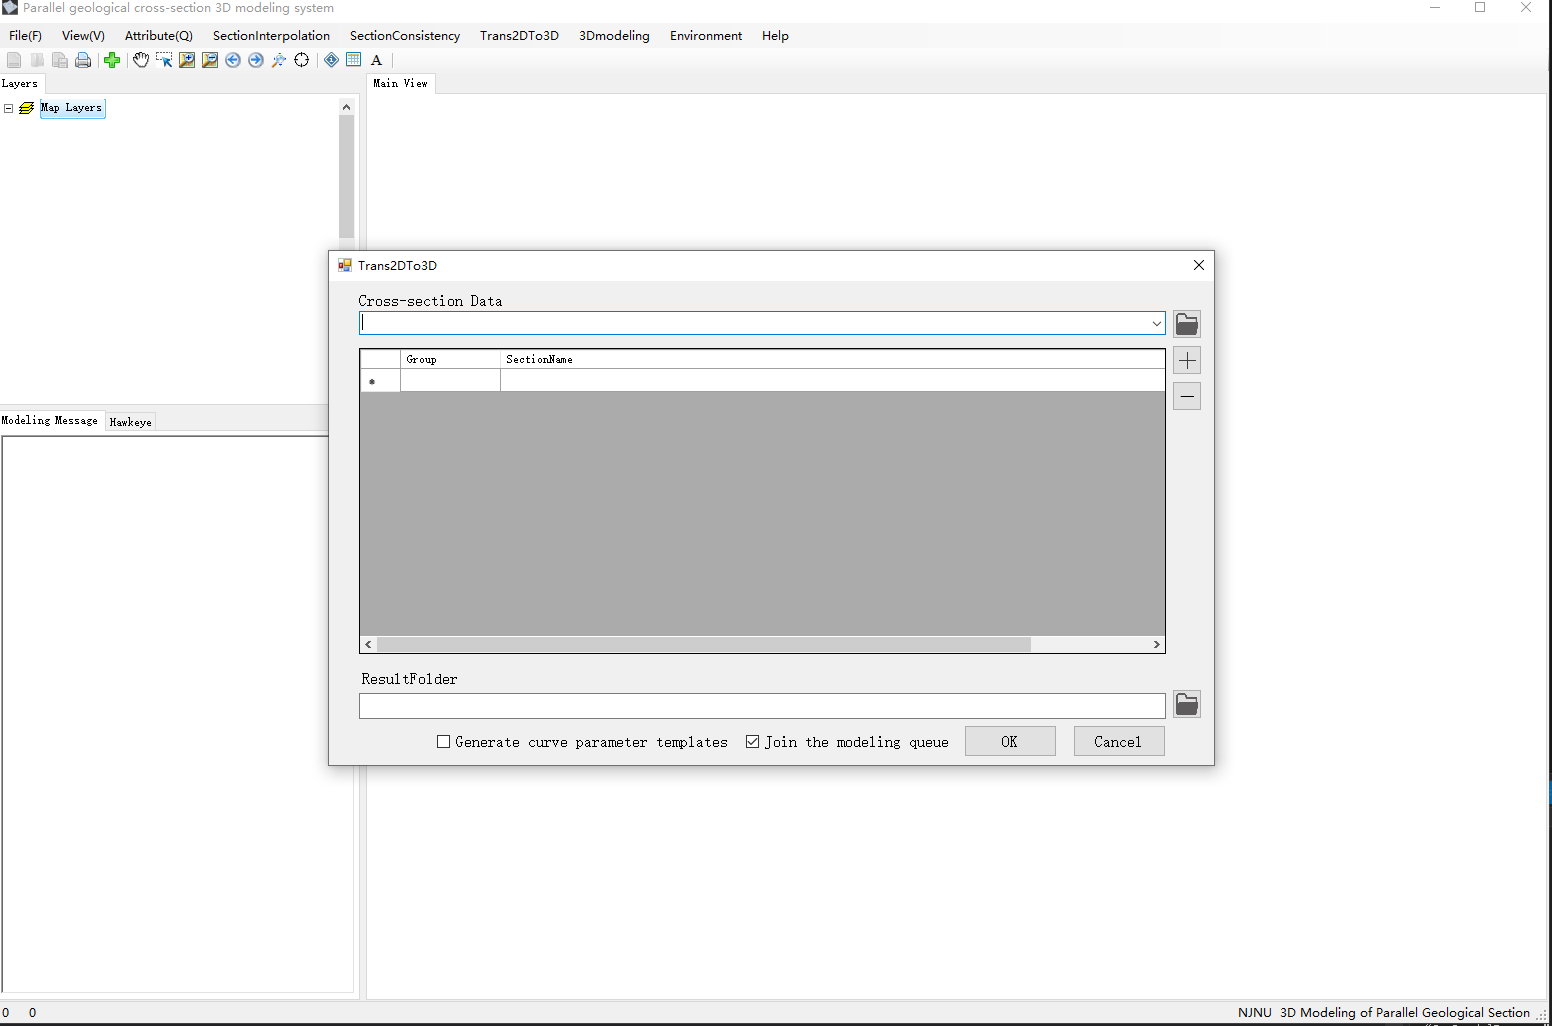 Parallel geological cross-section 3D modeling system
File(F) View(V) Attribute(Q) SectionInterpolation SectionConsistency Trans2DTo3D 3Dmodeling Environment Help
A
Layers
Main View
Map Layers
Trans2DTo3D
Cross-section Data
Group SectionName
*
Modeling Message Hawkeye
ResultFolder
Generate curve parameter templates Join the modeling queue OK Cancel
0 0 NJNU 3D Modeling of Parallel Geological Section